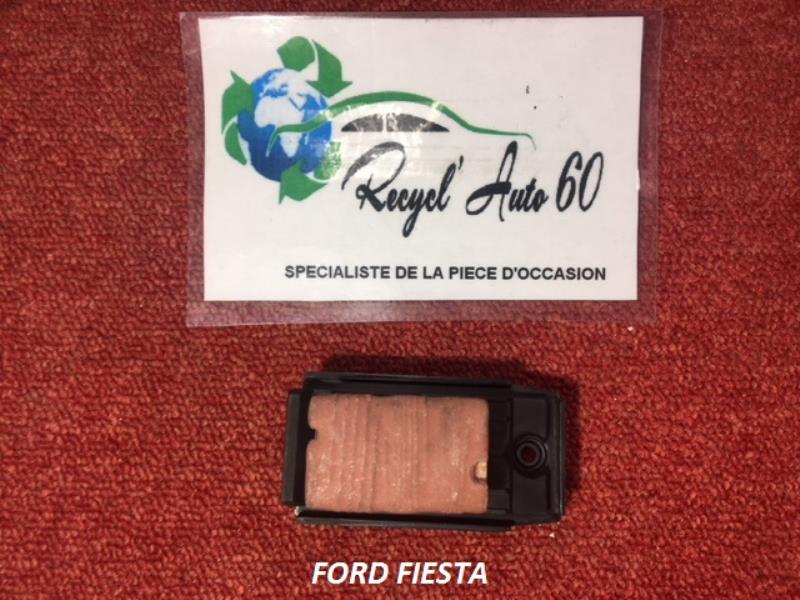 Recycl' Auto 60
SPECIALISTE DE LA PIECE D'OCCASION
FORD FIESTA